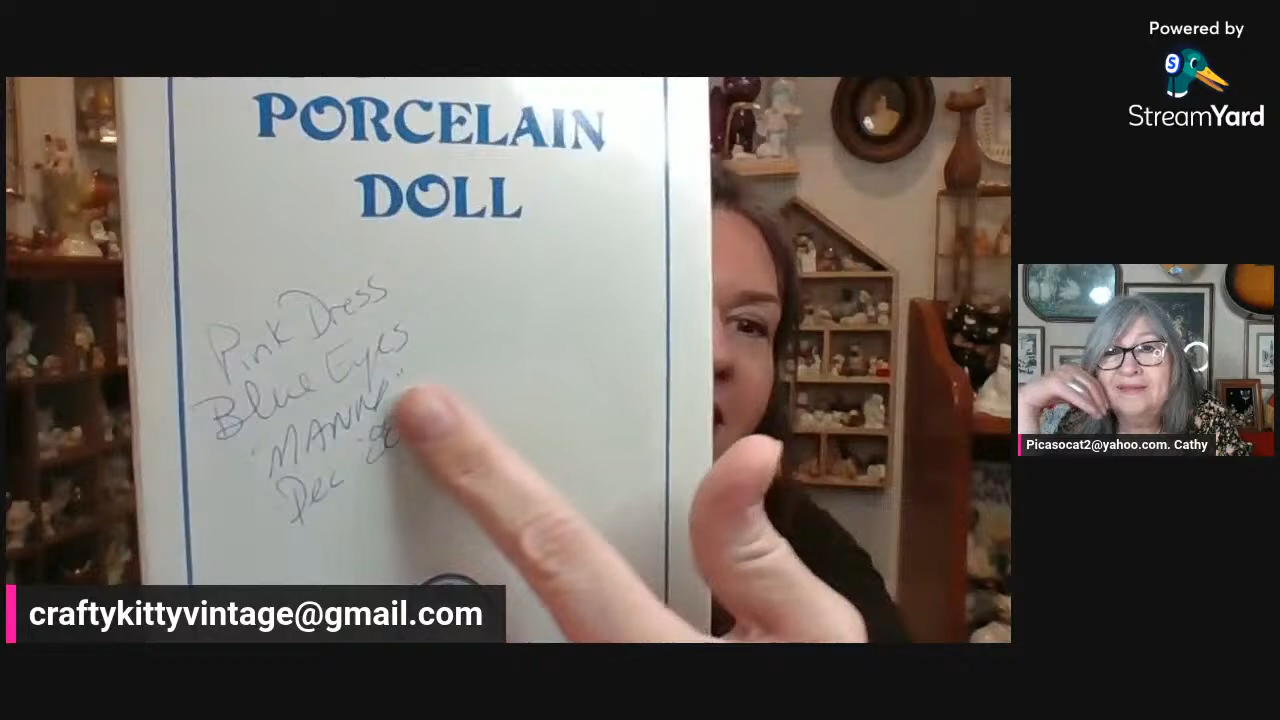 Powered by
StreamYard
PORCELAIN
DOLL
Pink Dress
Blue Eyes
Dec
craftykittyvintage@gmail.com
Picasocat2@yahoo.com. Cathy